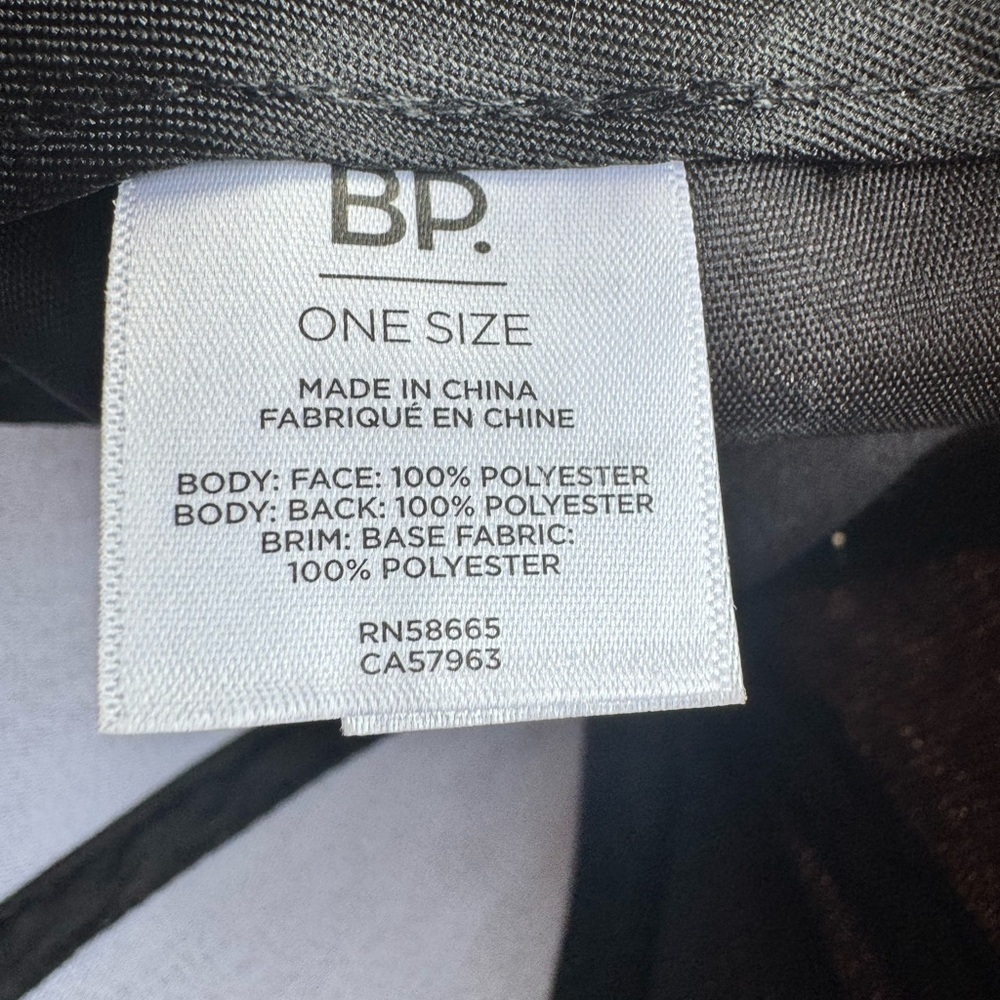 BP.
ONE SIZE
MADE IN CHINA
FABRIQUÉ EN CHINE
BODY: FACE: 100% POLYESTER
BODY: BACK: 100% POLYESTER
BRIM: BASE FABRIC:
100% POLYESTER
RN58665
CA57963